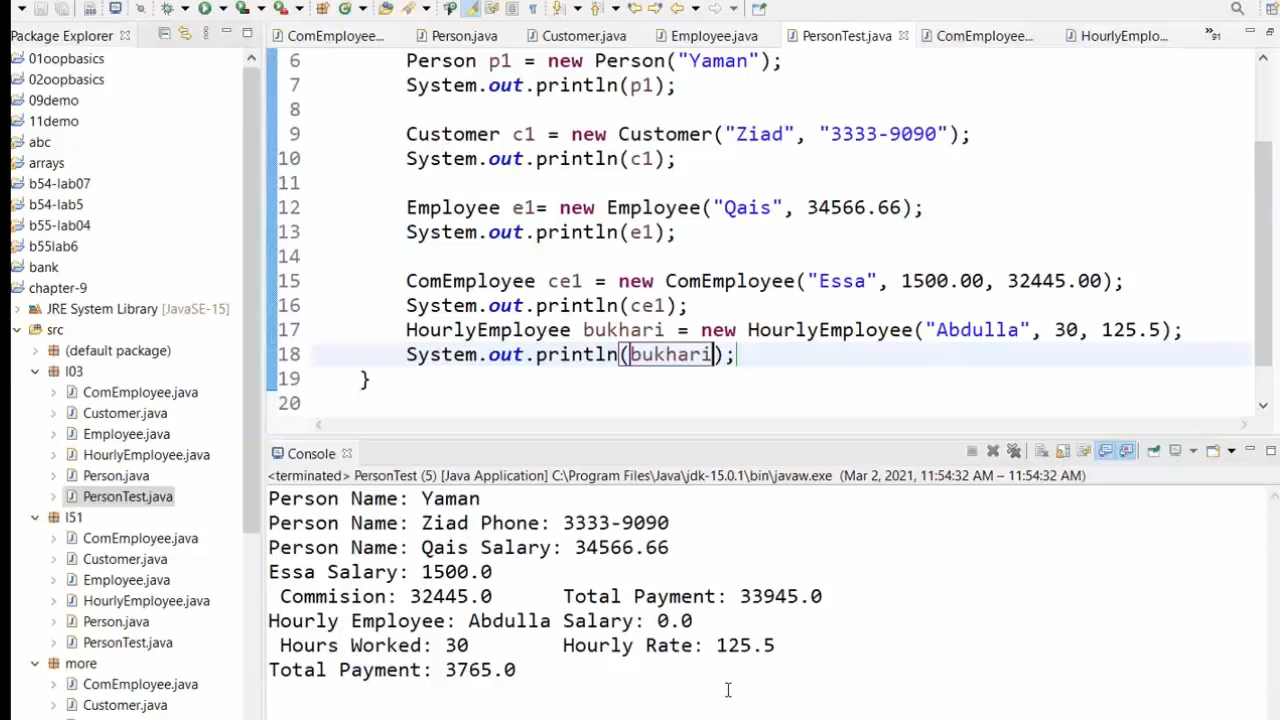 Package Explorer
ComEmployee...
Person.java
Customer.java
Employee.java
PersonTest.java
ComEmployee...
HourlyEmplo...
»91
01oopbasics
02oopbasics
09demo
11demo
abc
arrays
b54-lab07
b54-lab5
b55-lab04
b55lab6
bank
chapter-9
JRE System Library [JavaSE-15]
src
(default package)
l03
ComEmployee.java
Customer.java
Employee.java
HourlyEmployee.java
Person.java
PersonTest.java
l51
ComEmployee.java
Customer.java
Employee.java
HourlyEmployee.java
Person.java
PersonTest.java
more
ComEmployee.java
Customer.java
6 Person p1 = new Person("Yaman");
7 System.out.println(p1);
8
9 Customer c1 = new Customer("Ziad", "3333-9090");
10 System.out.println(c1);
11
12 Employee e1= new Employee("Qais", 34566.66);
13 System.out.println(e1);
14
15 ComEmployee ce1 = new ComEmployee("Essa", 1500.00, 32445.00);
16 System.out.println(ce1);
17 HourlyEmployee bukhari = new HourlyEmployee("Abdulla", 30, 125.5);
18 System.out.println(bukhari);
19 }
20
Console
<terminated> PersonTest (5) [Java Application] C:\Program Files\Java\jdk-15.0.1\bin\javaw.exe (Mar 2, 2021, 11:54:32 AM – 11:54:32 AM)
Person Name: Yaman
Person Name: Ziad Phone: 3333-9090
Person Name: Qais Salary: 34566.66
Essa Salary: 1500.0
Commision: 32445.0 Total Payment: 33945.0
Hourly Employee: Abdulla Salary: 0.0
Hours Worked: 30 Hourly Rate: 125.5
Total Payment: 3765.0